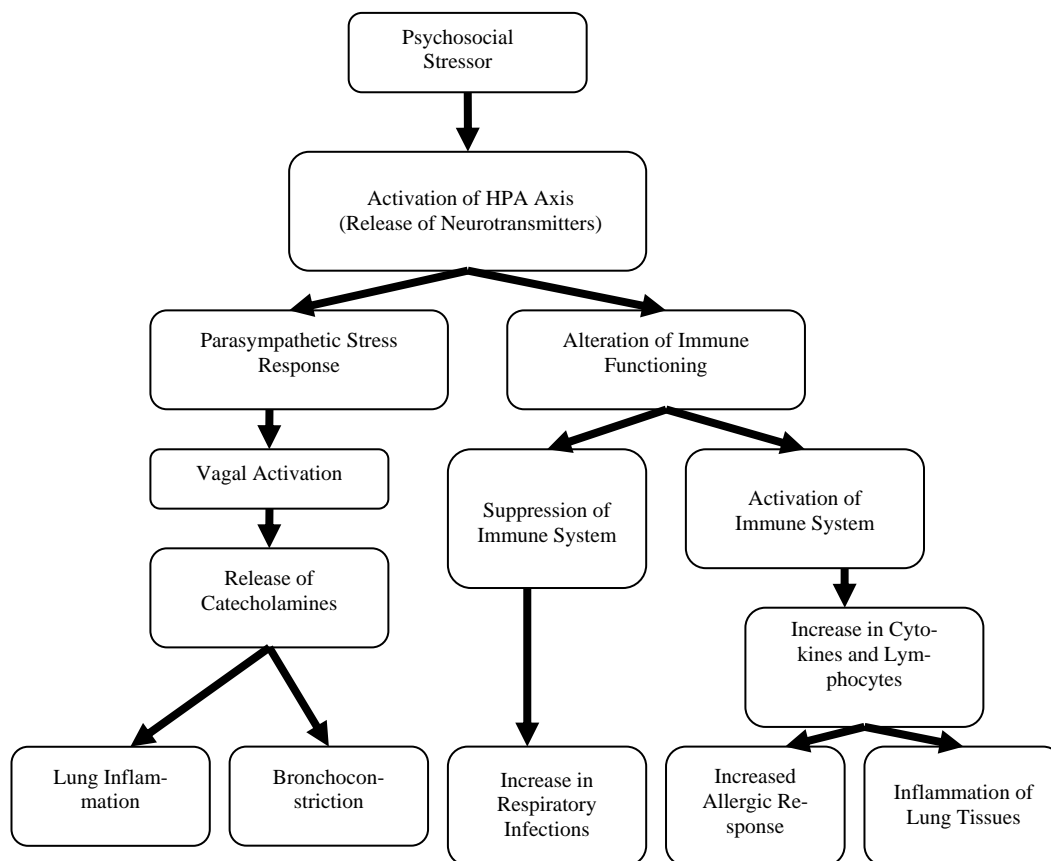 Psychosocial
Stressor
Activation of HPA Axis
(Release of Neurotransmitters)
Parasympathetic Stress
Response
Alteration of Immune
Functioning
Vagal Activation
Suppression of
Immune System
Activation of
Immune System
Release of
Catecholamines
Increase in Cyto-
kines and Lym-
phocytes
Lung Inflam-
mation
Bronchocon-
striction
Increase in
Respiratory
Infections
Increased
Allergic Re-
sponse
Inflammation of
Lung Tissues